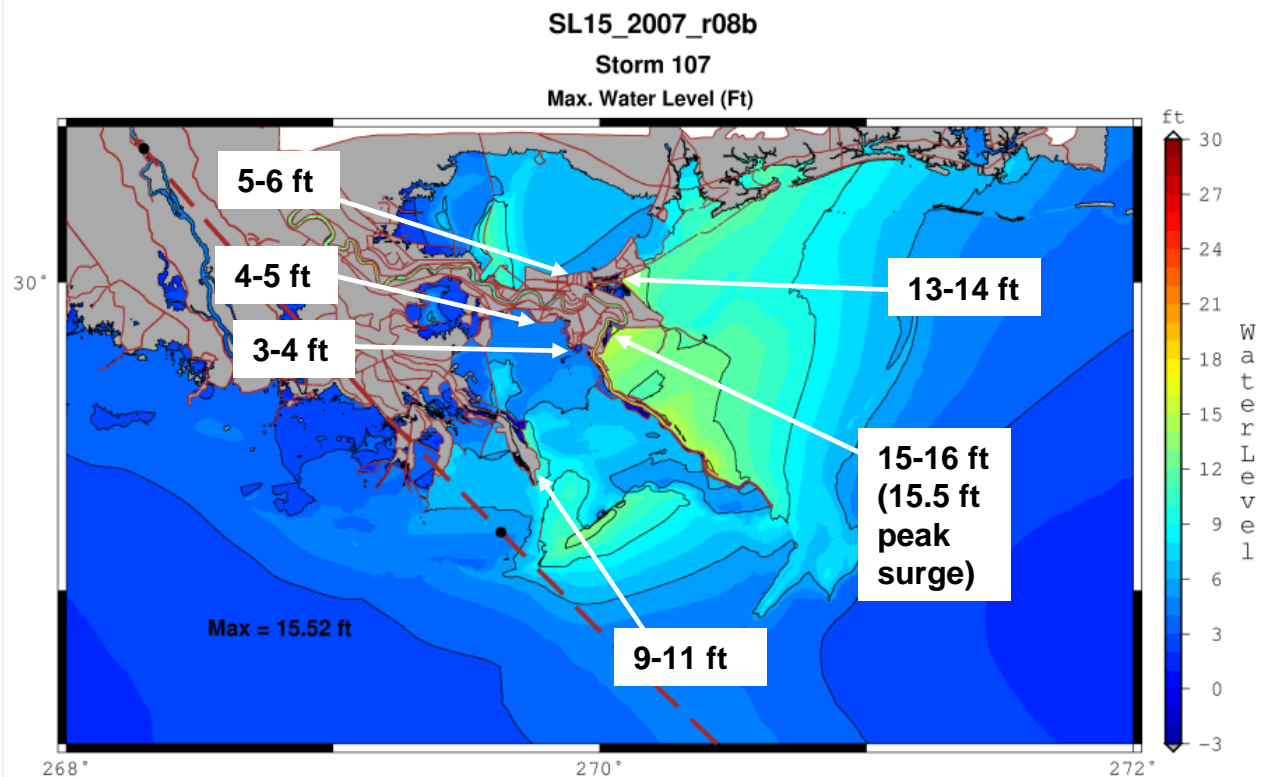 SL15_2007_r08b
Storm 107
Max. Water Level (Ft)
ft
30
27
24
21
18
15
12
9
6
3
0
-3
Water Level
30°
5-6 ft
4-5 ft
3-4 ft
13-14 ft
15-16 ft
(15.5 ft
peak
surge)
9-11 ft
Max = 15.52 ft
268°
270°
272°